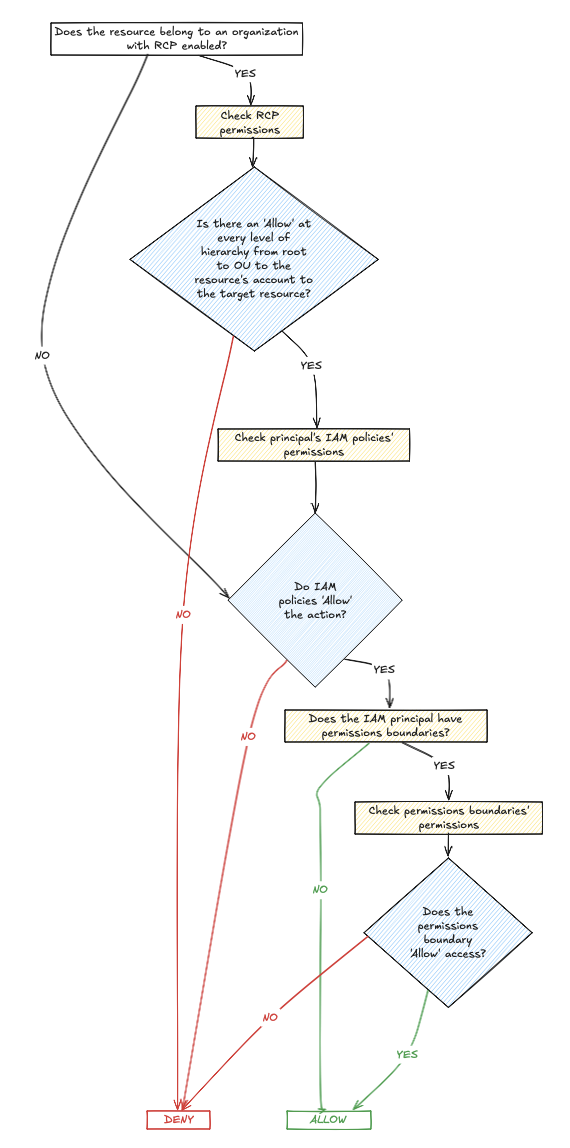 Does the resource belong to an organization
with RCP enabled?
YES
Check RCP
permissions
Is there an 'Allow' at
every level of
hierarchy from root
to OU to the
resource's account to
the target resource?
NO
YES
Check principal's IAM policies'
permissions
Do IAM
policies 'Allow'
the action?
NO
YES
Does the IAM principal have
permissions boundaries?
NO
YES
Check permissions boundaries'
permissions
NO
Does the
permissions
boundary
'Allow' access?
NO
YES
DENY
ALLOW